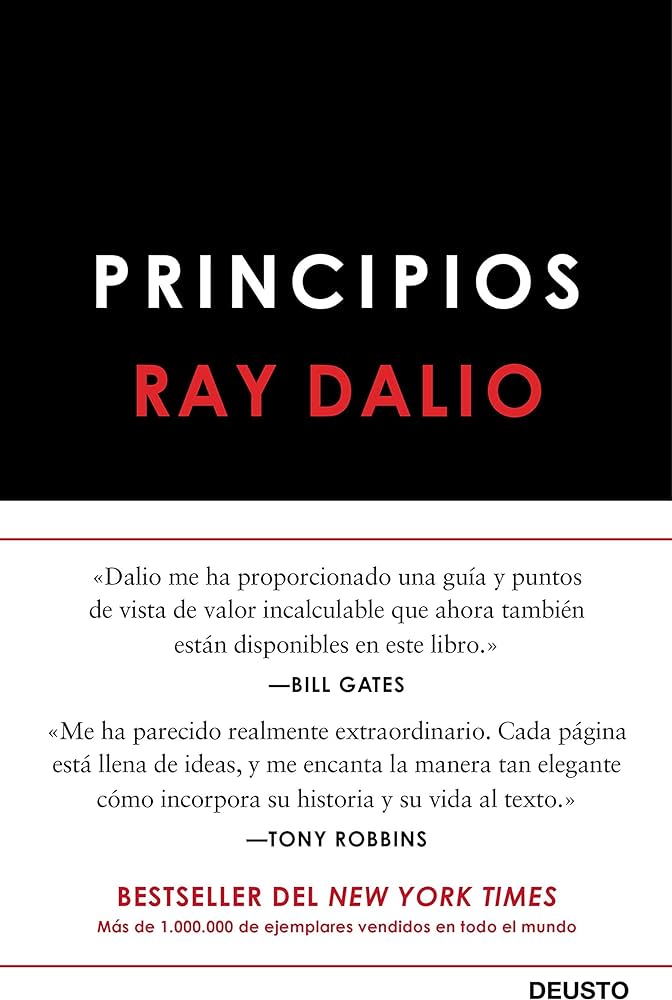 PRINCIPIOS
RAY DALIO
«Dalio me ha proporcionado una guía y puntos
de vista de valor incalculable que ahora también
están disponibles en este libro.»
—BILL GATES
«Me ha parecido realmente extraordinario. Cada página
está llena de ideas, y me encanta la manera tan elegante
cómo incorpora su historia y su vida al texto.»
—TONY ROBBINS
BESTSELLER DEL NEW YORK TIMES
Más de 1.000.000 de ejemplares vendidos en todo el mundo
DEUSTO